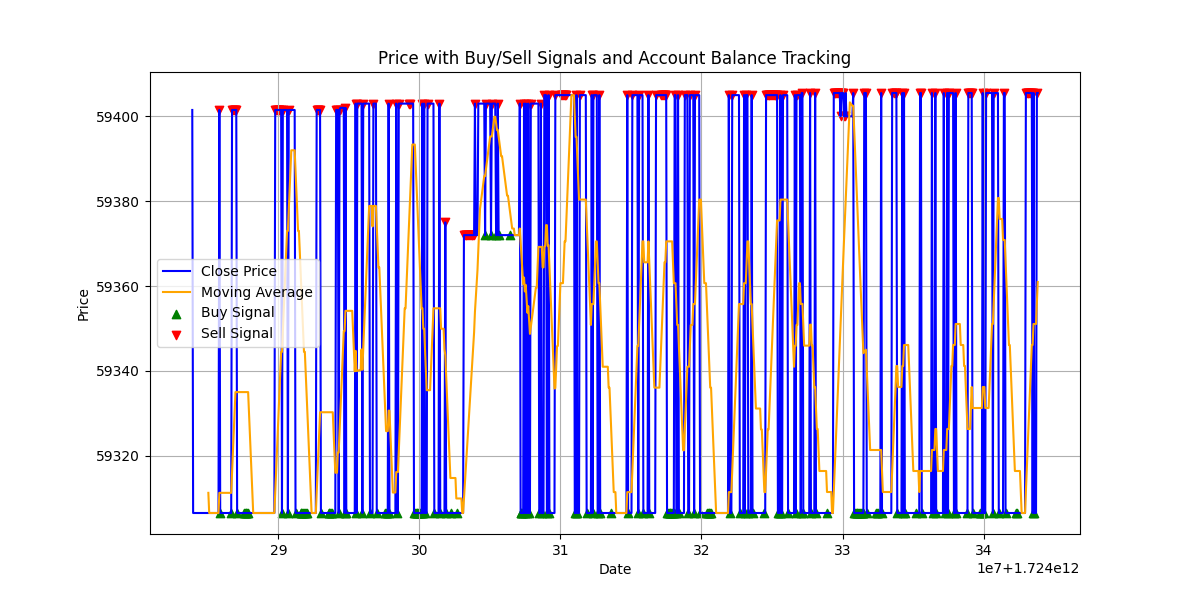 Price with Buy/Sell Signals and Account Balance Tracking
59400
59380
59360
59340
59320
Price
Close Price
Moving Average
Buy Signal
Sell Signal
29 30 31 32 33 34
Date
1e7+1.724e12